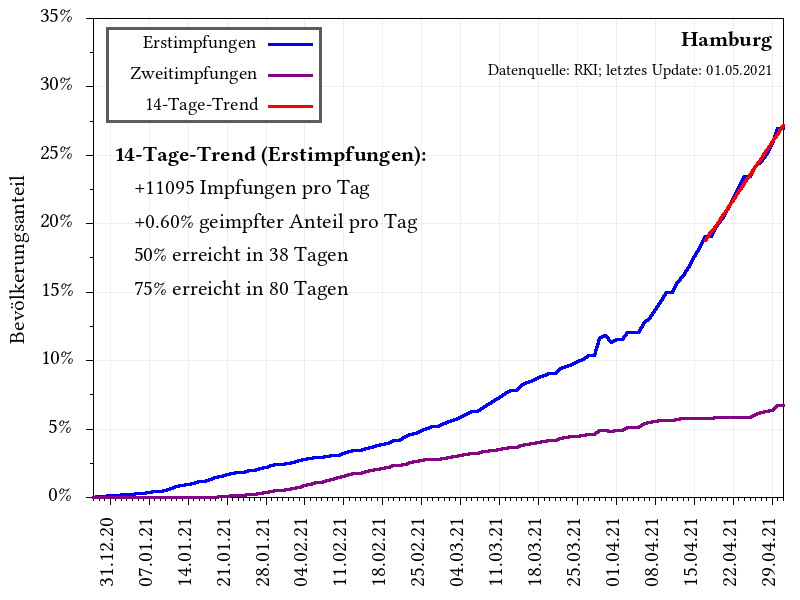 35%
30%
25%
20%
15%
10%
5%
0%
Bevölkerungsanteil
Erstimpfungen
Zweitimpfungen
14-Tage-Trend
Hamburg
Datenquelle: RKI; letztes Update: 01.05.2021
14-Tage-Trend (Erstimpfungen):
+11095 Impfungen pro Tag
+0.60% geimpfter Anteil pro Tag
50% erreicht in 38 Tagen
75% erreicht in 80 Tagen
31.12.20
07.01.21
14.01.21
21.01.21
28.01.21
04.02.21
11.02.21
18.02.21
25.02.21
04.03.21
11.03.21
18.03.21
25.03.21
01.04.21
08.04.21
15.04.21
22.04.21
29.04.21